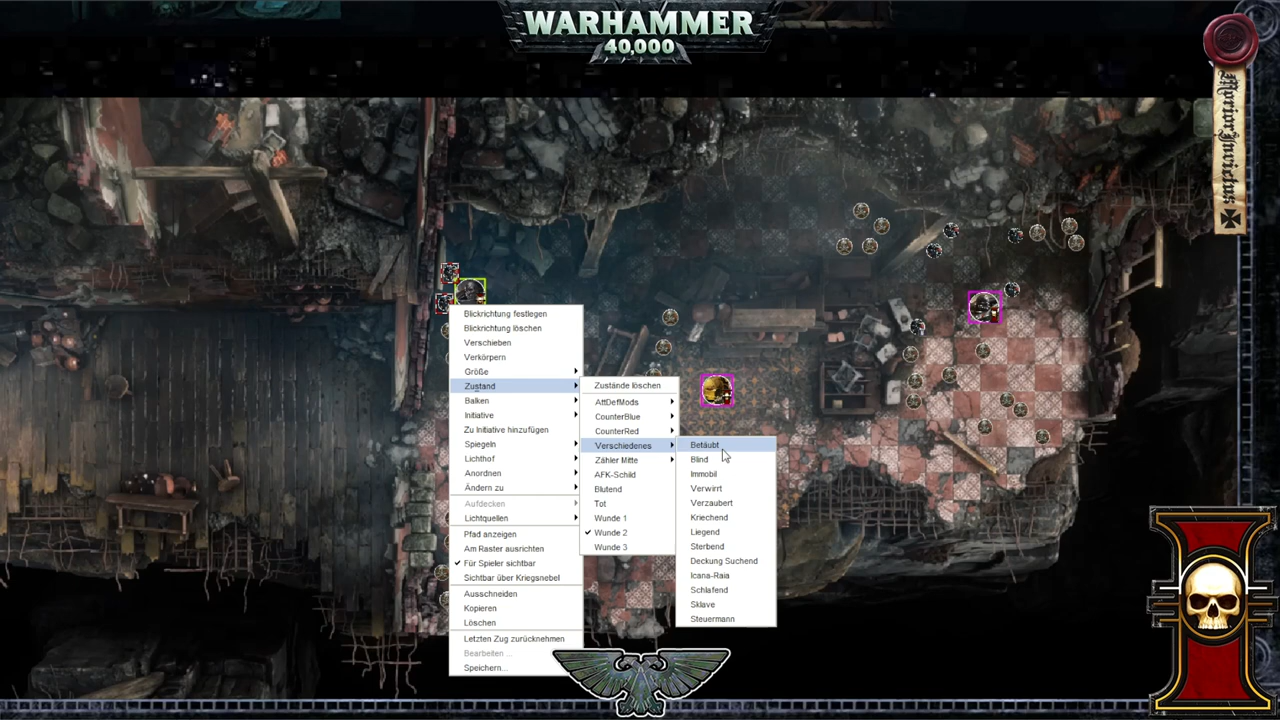 WARHAMMER
40,000
Morior Invictus
Blickrichtung festlegen
Blickrichtung löschen
Verschieben
Verkörpern
Größe
Zustand
Balken
Initiative
Zu Initiative hinzufügen
Spiegeln
Lichthof
Anordnen
Ändern zu
Aufdecken
Lichtquellen
Pfad anzeigen
Am Raster ausrichten
Für Spieler sichtbar
Sichtbar über Kriegsnebel
Ausschneiden
Kopieren
Löschen
Letzten Zug zurücknehmen
Bearbeiten ...
Speichern...
Zustände löschen
AttDefMods
CounterBlue
CounterRed
Verschiedenes
Zähler Mitte
AFK-Schild
Blutend
Tot
Wunde 1
Wunde 2
Wunde 3
Betäubt
Blind
Immobil
Verwirrt
Verzaubert
Kriechend
Liegend
Sterbend
Deckung Suchend
Icana-Raia
Schlafend
Sklave
Steuermann